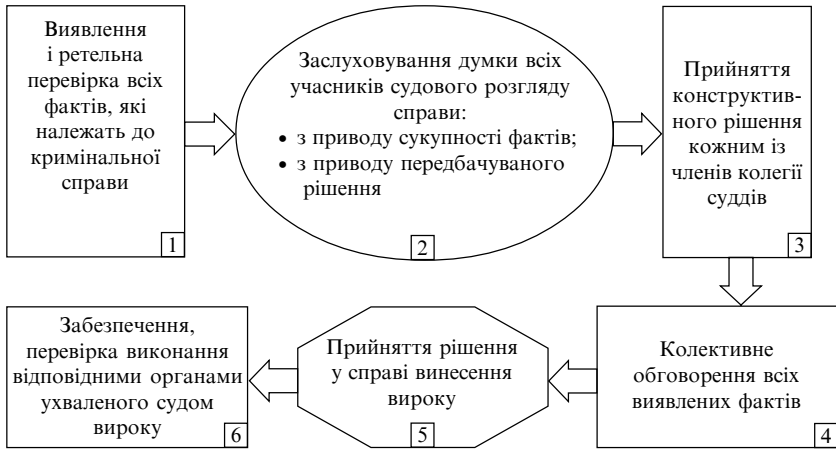 Виявлення
і ретельна
перевірка всіх
фактів, які
належать до
кримінальної
справи
1
Заслуховування думки всіх
учасників судового розгляду
справи:
• з приводу сукупності фактів;
• з приводу передбачуваного
рішення
2
Прийняття
конструктив-
ного рішення
кожним із
членів колегії
суддів
3
Колективне
обговорення всіх
виявлених фактів
4
Прийняття рішення
у справі винесення
вироку
5
Забезпечення,
перевірка виконання
відповідними органами
ухваленого судом
вироку
6